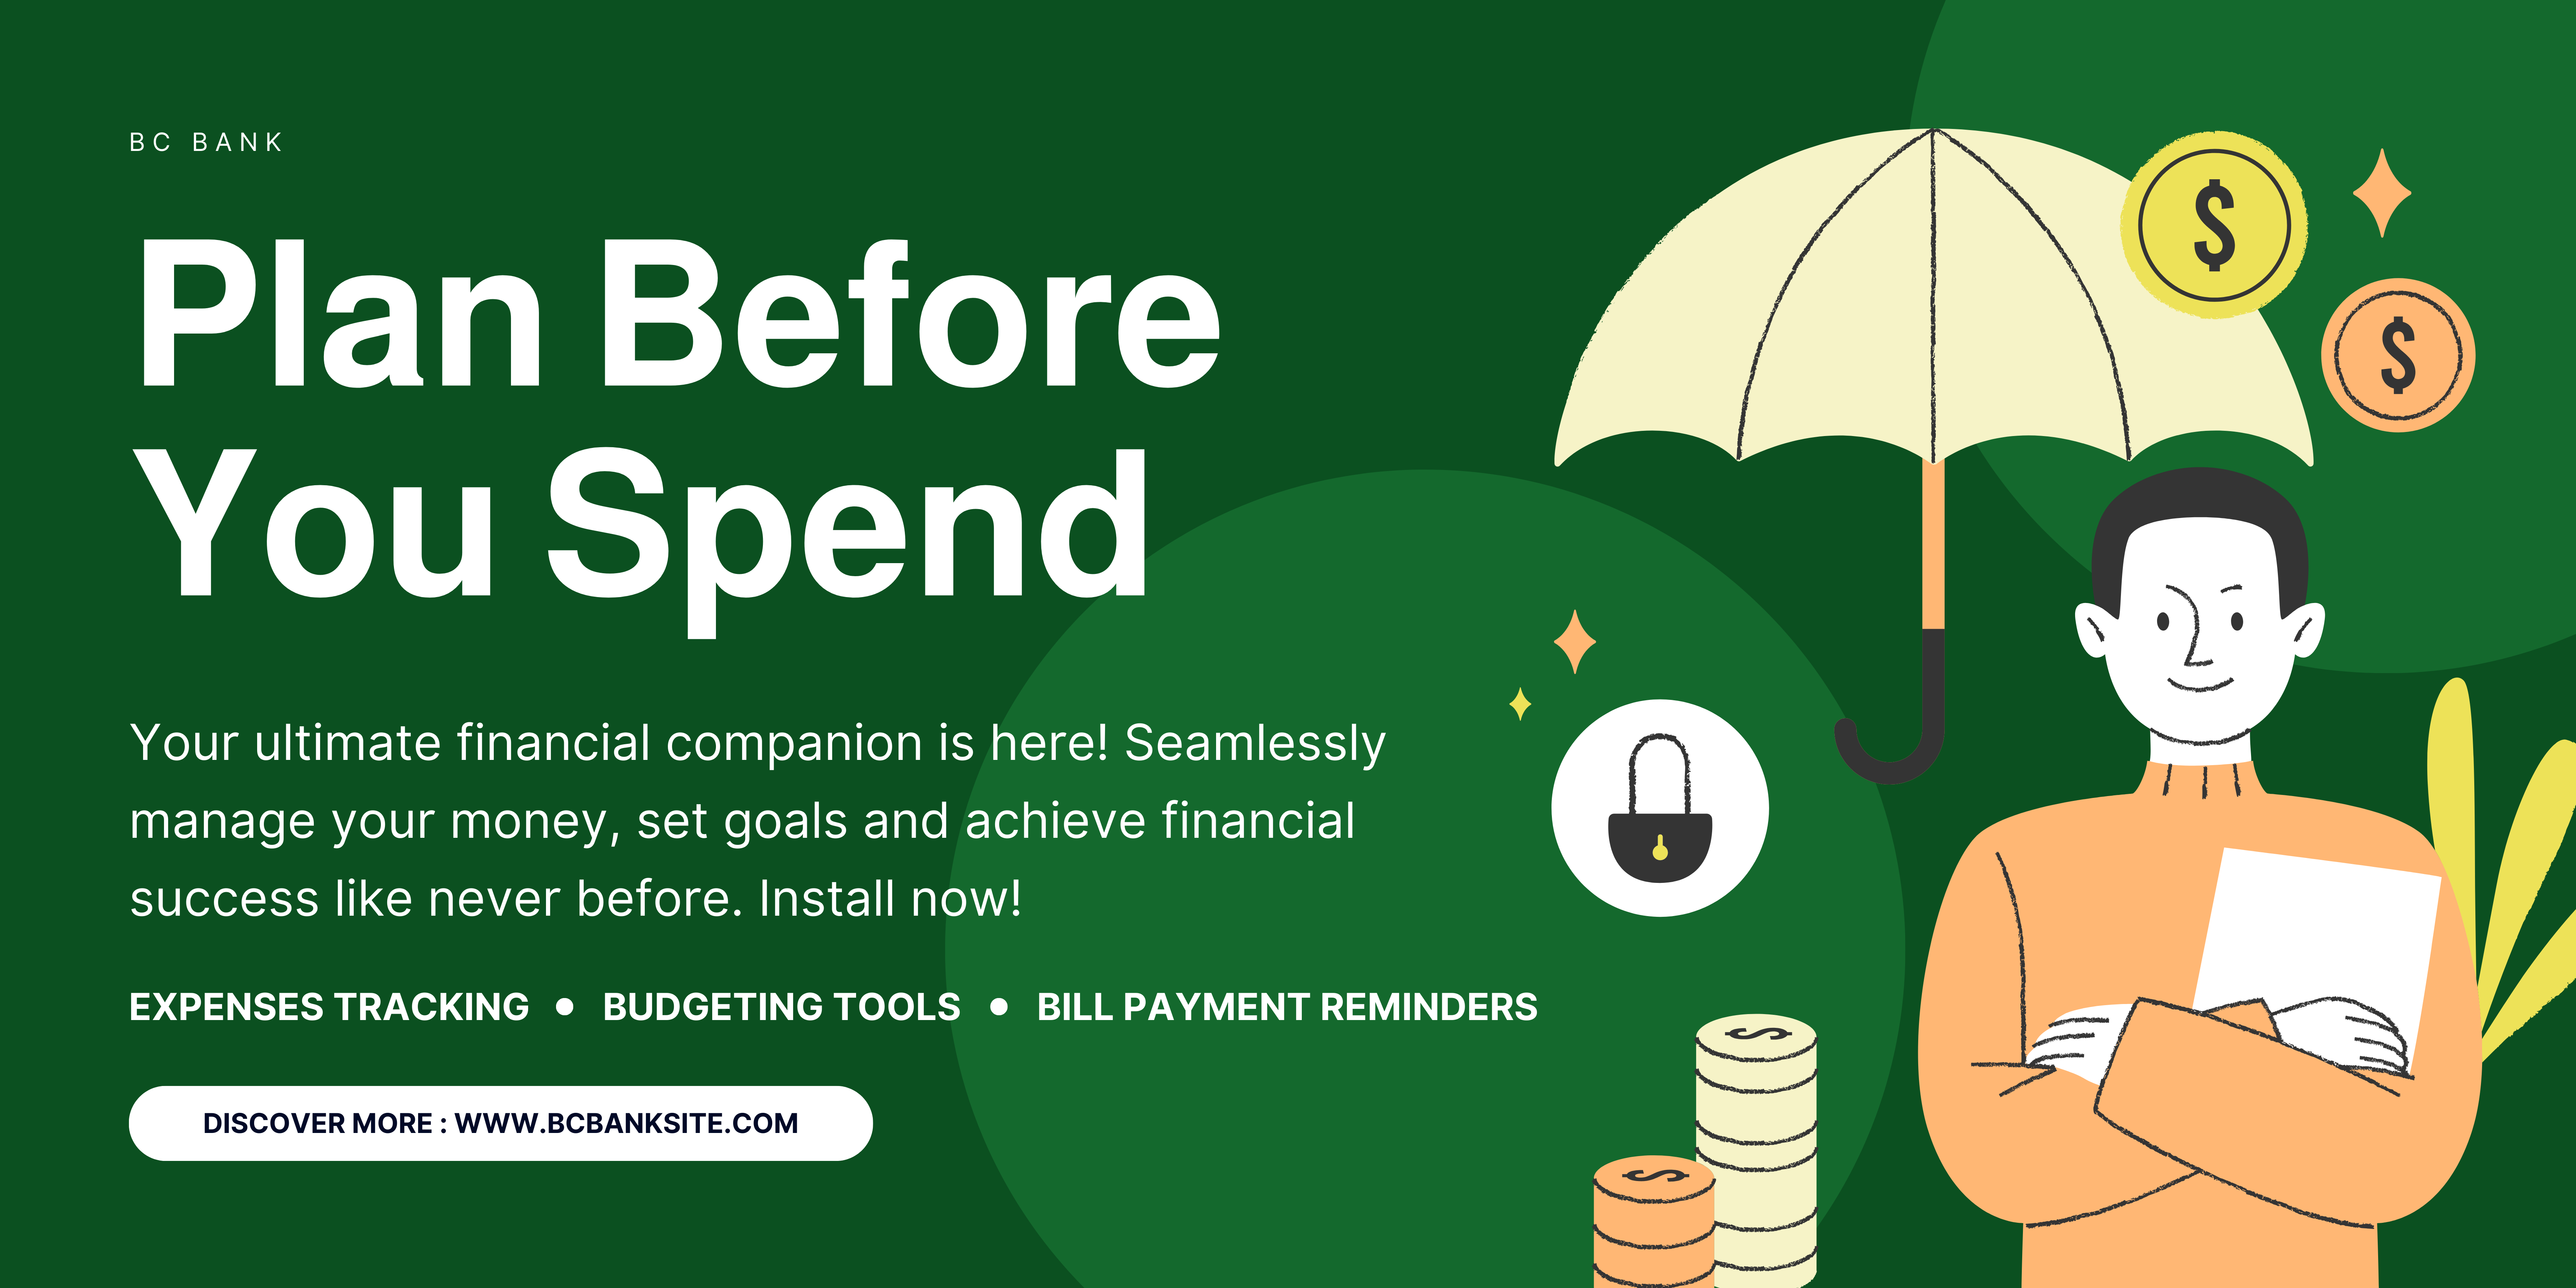 BC BANK
Plan Before
You Spend
Your ultimate financial companion is here! Seamlessly
manage your money, set goals and achieve financial
success like never before. Install now!
EXPENSES TRACKING • BUDGETING TOOLS • BILL PAYMENT REMINDERS
DISCOVER MORE : WWW.BCBANKSITE.COM
$
$
$
$